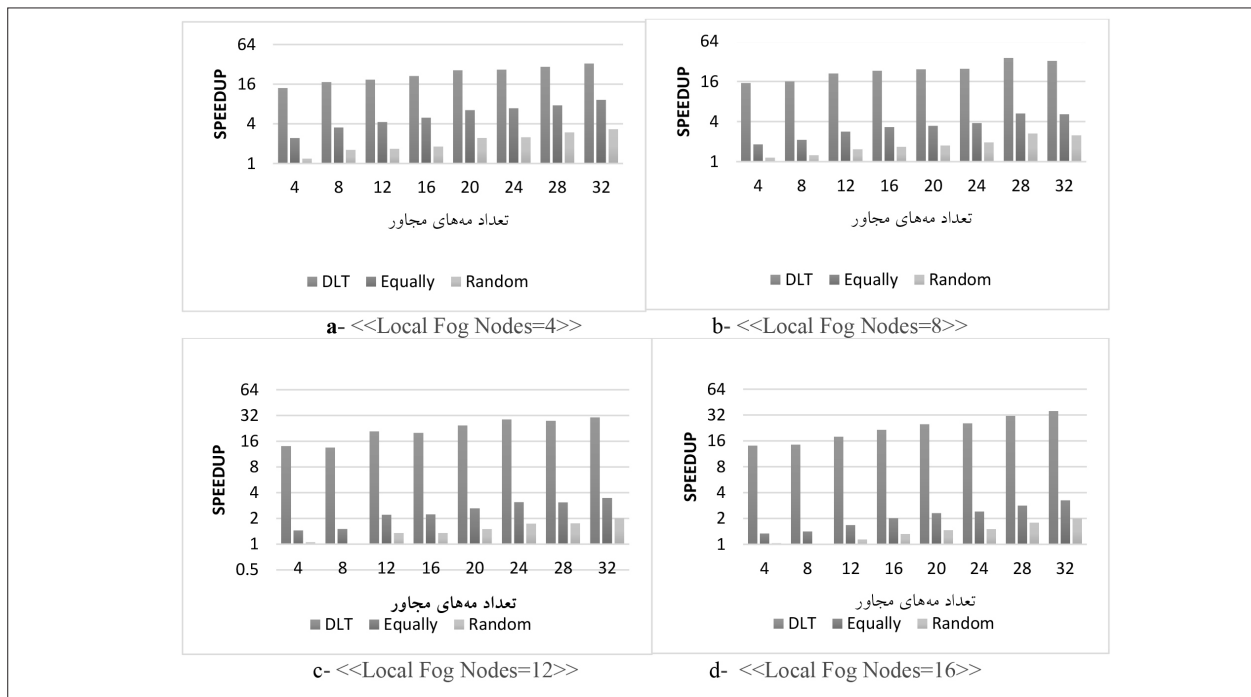 64
16
4
1
SPEEDUP
4 8 12 16 20 24 28 32
تعداد مه‌های مجاور
DLT Equally Random
a- <<Local Fog Nodes=4>>
64
16
4
1
SPEEDUP
4 8 12 16 20 24 28 32
تعداد مه‌های مجاور
DLT Equally Random
b- <<Local Fog Nodes=8>>
64
32
16
8
4
2
1
0.5
SPEEDUP
4 8 12 16 20 24 28 32
تعداد مه‌های مجاور
DLT Equally Random
c- <<Local Fog Nodes=12>>
64
32
16
8
4
2
1
SPEEDUP
4 8 12 16 20 24 28 32
تعداد مه‌های مجاور
DLT Equally Random
d- <<Local Fog Nodes=16>>